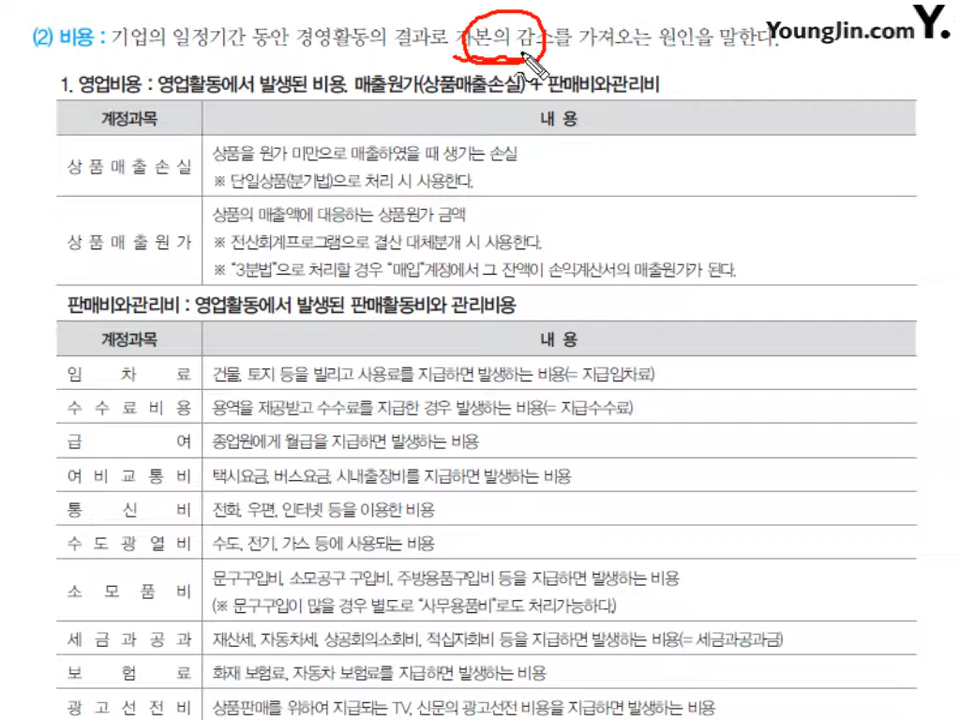 (2) 비용 : 기업의 일정기간 동안 경영활동의 결과로 자본의 감소를 가져오는 원인을 말한다.
YoungJin.com Y.
1. 영업비용 : 영업활동에서 발생된 비용. 매출원가(상품매출손실) + 판매비와관리비
계정과목 내 용
상 품 매 출 손 실 상품을 원가 미만으로 매출하였을 때 생기는 손실
※ 단일상품(분기법)으로 처리 시 사용한다.
상 품 매 출 원 가 상품의 매출액에 대응하는 상품원가 금액
※ 전산회계프로그램으로 결산 대체분개 시 사용한다.
※ “3분법”으로 처리할 경우 “매입”계정에서 그 잔액이 손익계산서의 매출원가가 된다.
판매비와관리비 : 영업활동에서 발생된 판매활동비와 관리비용
계정과목 내 용
임 차 료 건물, 토지 등을 빌리고 사용료를 지급하면 발생하는 비용(= 지급임차료)
수 수 료 비 용 용역을 제공받고 수수료를 지급한 경우 발생하는 비용(= 지급수수료)
급 여 종업원에게 월급을 지급하면 발생하는 비용
여 비 교 통 비 택시요금, 버스요금, 시내출장비를 지급하면 발생하는 비용
통 신 비 전화, 우편, 인터넷 등을 이용한 비용
수 도 광 열 비 수도, 전기, 가스 등에 사용되는 비용
소 모 품 비 문구구입비, 소모공구 구입비, 주방용품구입비 등을 지급하면 발생하는 비용
(※ 문구구입이 많을 경우 별도로 “사무용품비”로도 처리가능하다.)
세 금 과 공 과 재산세, 자동차세, 상공회의소회비, 적십자회비 등을 지급하면 발생하는 비용(= 세금과공과금)
보 험 료 화재 보험료, 자동차 보험료를 지급하면 발생하는 비용
광 고 선 전 비 상품판매를 위하여 지급되는 TV, 신문의 광고선전 비용을 지급하면 발생하는 비용